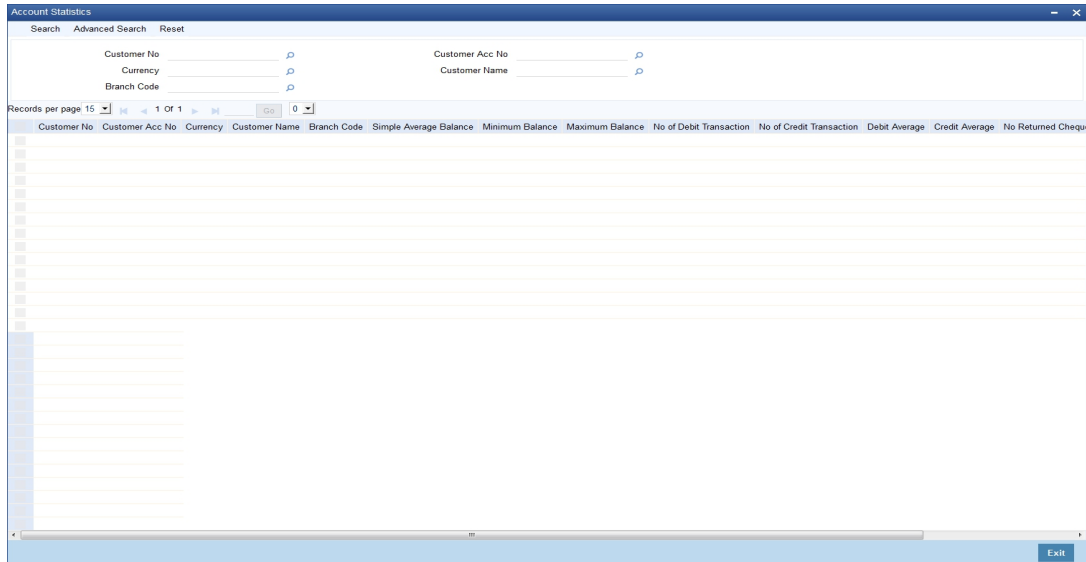 Account Statistics
Search Advanced Search Reset
Customer No Customer Acc No
Currency Customer Name
Branch Code
Records per page 15 1 Of 1 Go 0
Customer No Customer Acc No Currency Customer Name Branch Code Simple Average Balance Minimum Balance Maximum Balance No of Debit Transaction No of Credit Transaction Debit Average Credit Average No Returned Chequ
Exit